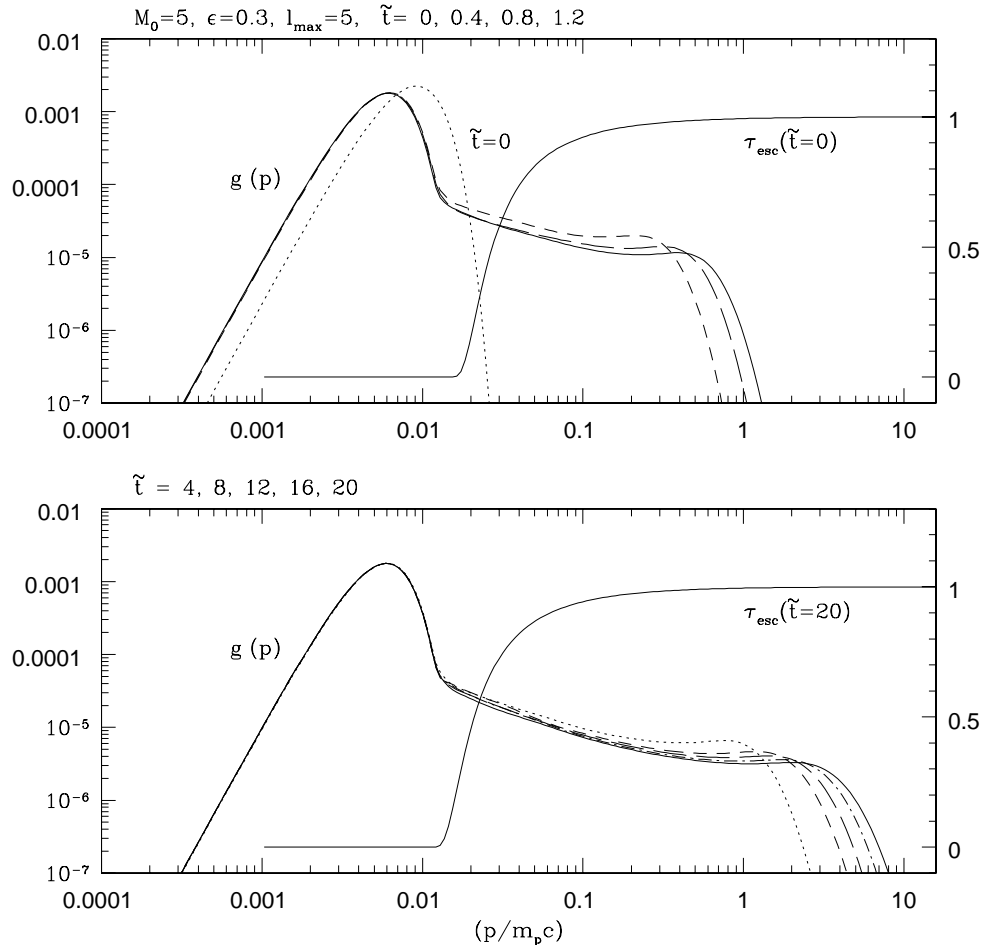 M₀=5, ϵ=0.3, l_max=5, t̃= 0, 0.4, 0.8, 1.2
0.01
0.001
0.0001
10⁻⁵
10⁻⁶
10⁻⁷
g (p)
t̃=0
τ_esc(t̃=0)
1
0.5
0
0.0001 0.001 0.01 0.1 1 10
t̃ = 4, 8, 12, 16, 20
0.01
0.001
0.0001
10⁻⁵
10⁻⁶
10⁻⁷
g (p)
τ_esc(t̃=20)
1
0.5
0
0.0001 0.001 0.01 0.1 1 10
(p/m_pc)